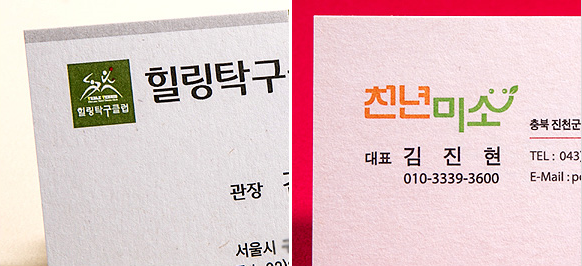 TABLE TENNIS
힐링탁구클럽
힐링탁구
관장
서울시
천년미소
대표 김 진 현
010-3339-3600
충북 진천군
TEL : 043)
E-Mail : p